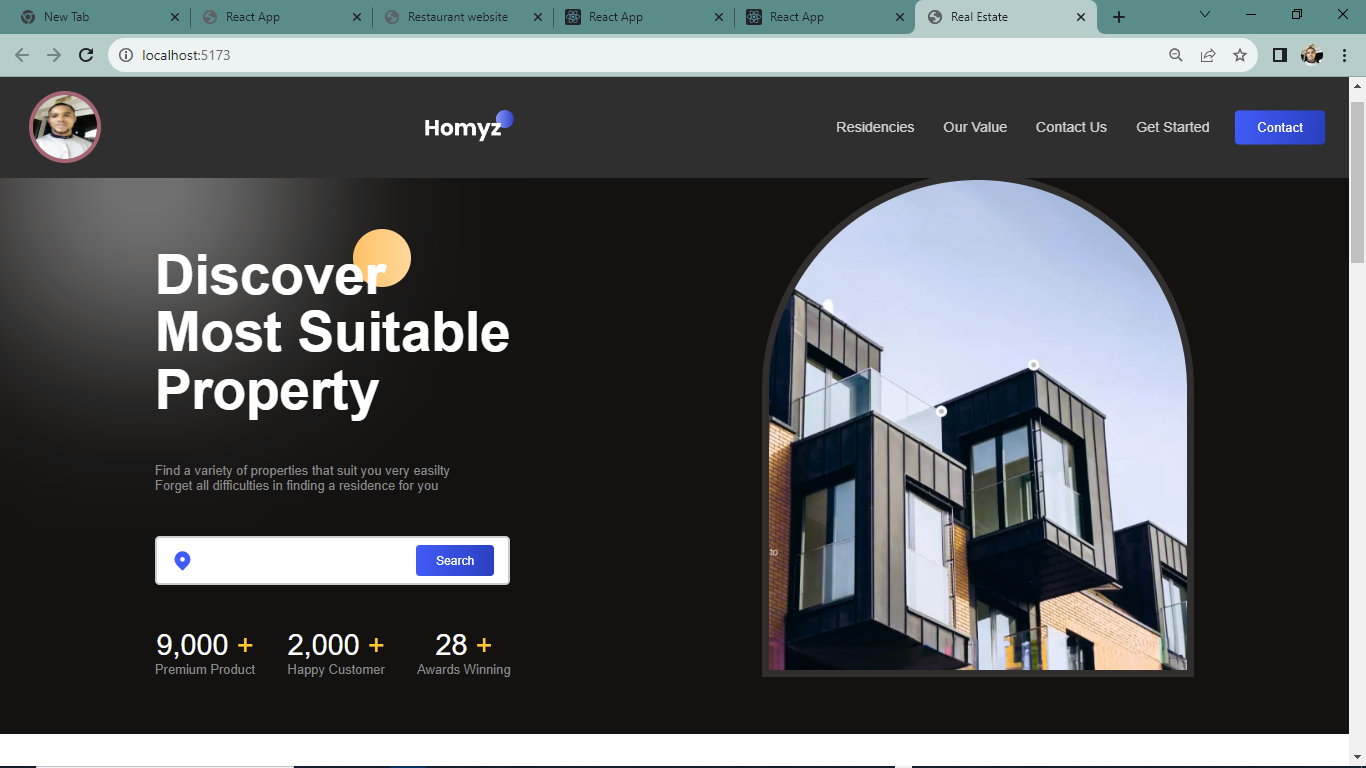 New Tab
React App
Restaurant website
React App
React App
Real Estate
localhost:5173
Homyz
Residencies
Our Value
Contact Us
Get Started
Contact
Discover
Most Suitable
Property
Find a variety of properties that suit you very easilty
Forget all difficulties in finding a residence for you
Search
to
9,000 +
2,000 +
28 +
Premium Product
Happy Customer
Awards Winning